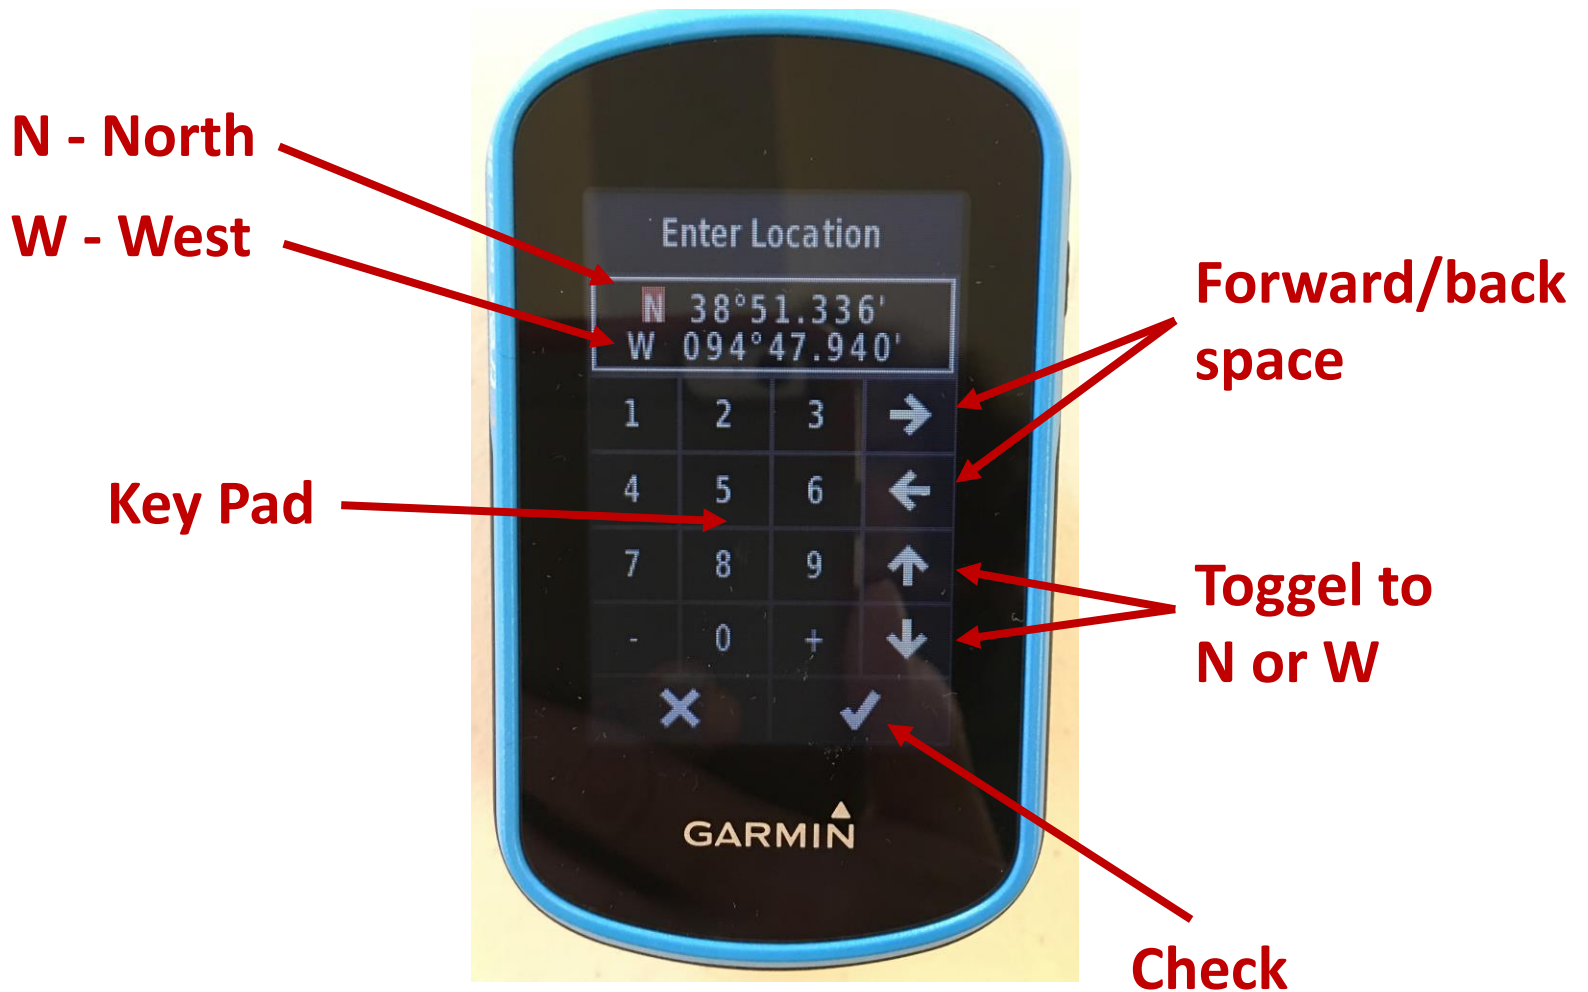 N - North
W - West
Key Pad
Enter Location
N 38°51.336'
W 094°47.940'
1 2 3 →
4 5 6 ←
7 8 9 ↑
- 0 + ↓
✕ ✓
GARMIN
Forward/back
space
Toggel to
N or W
Check